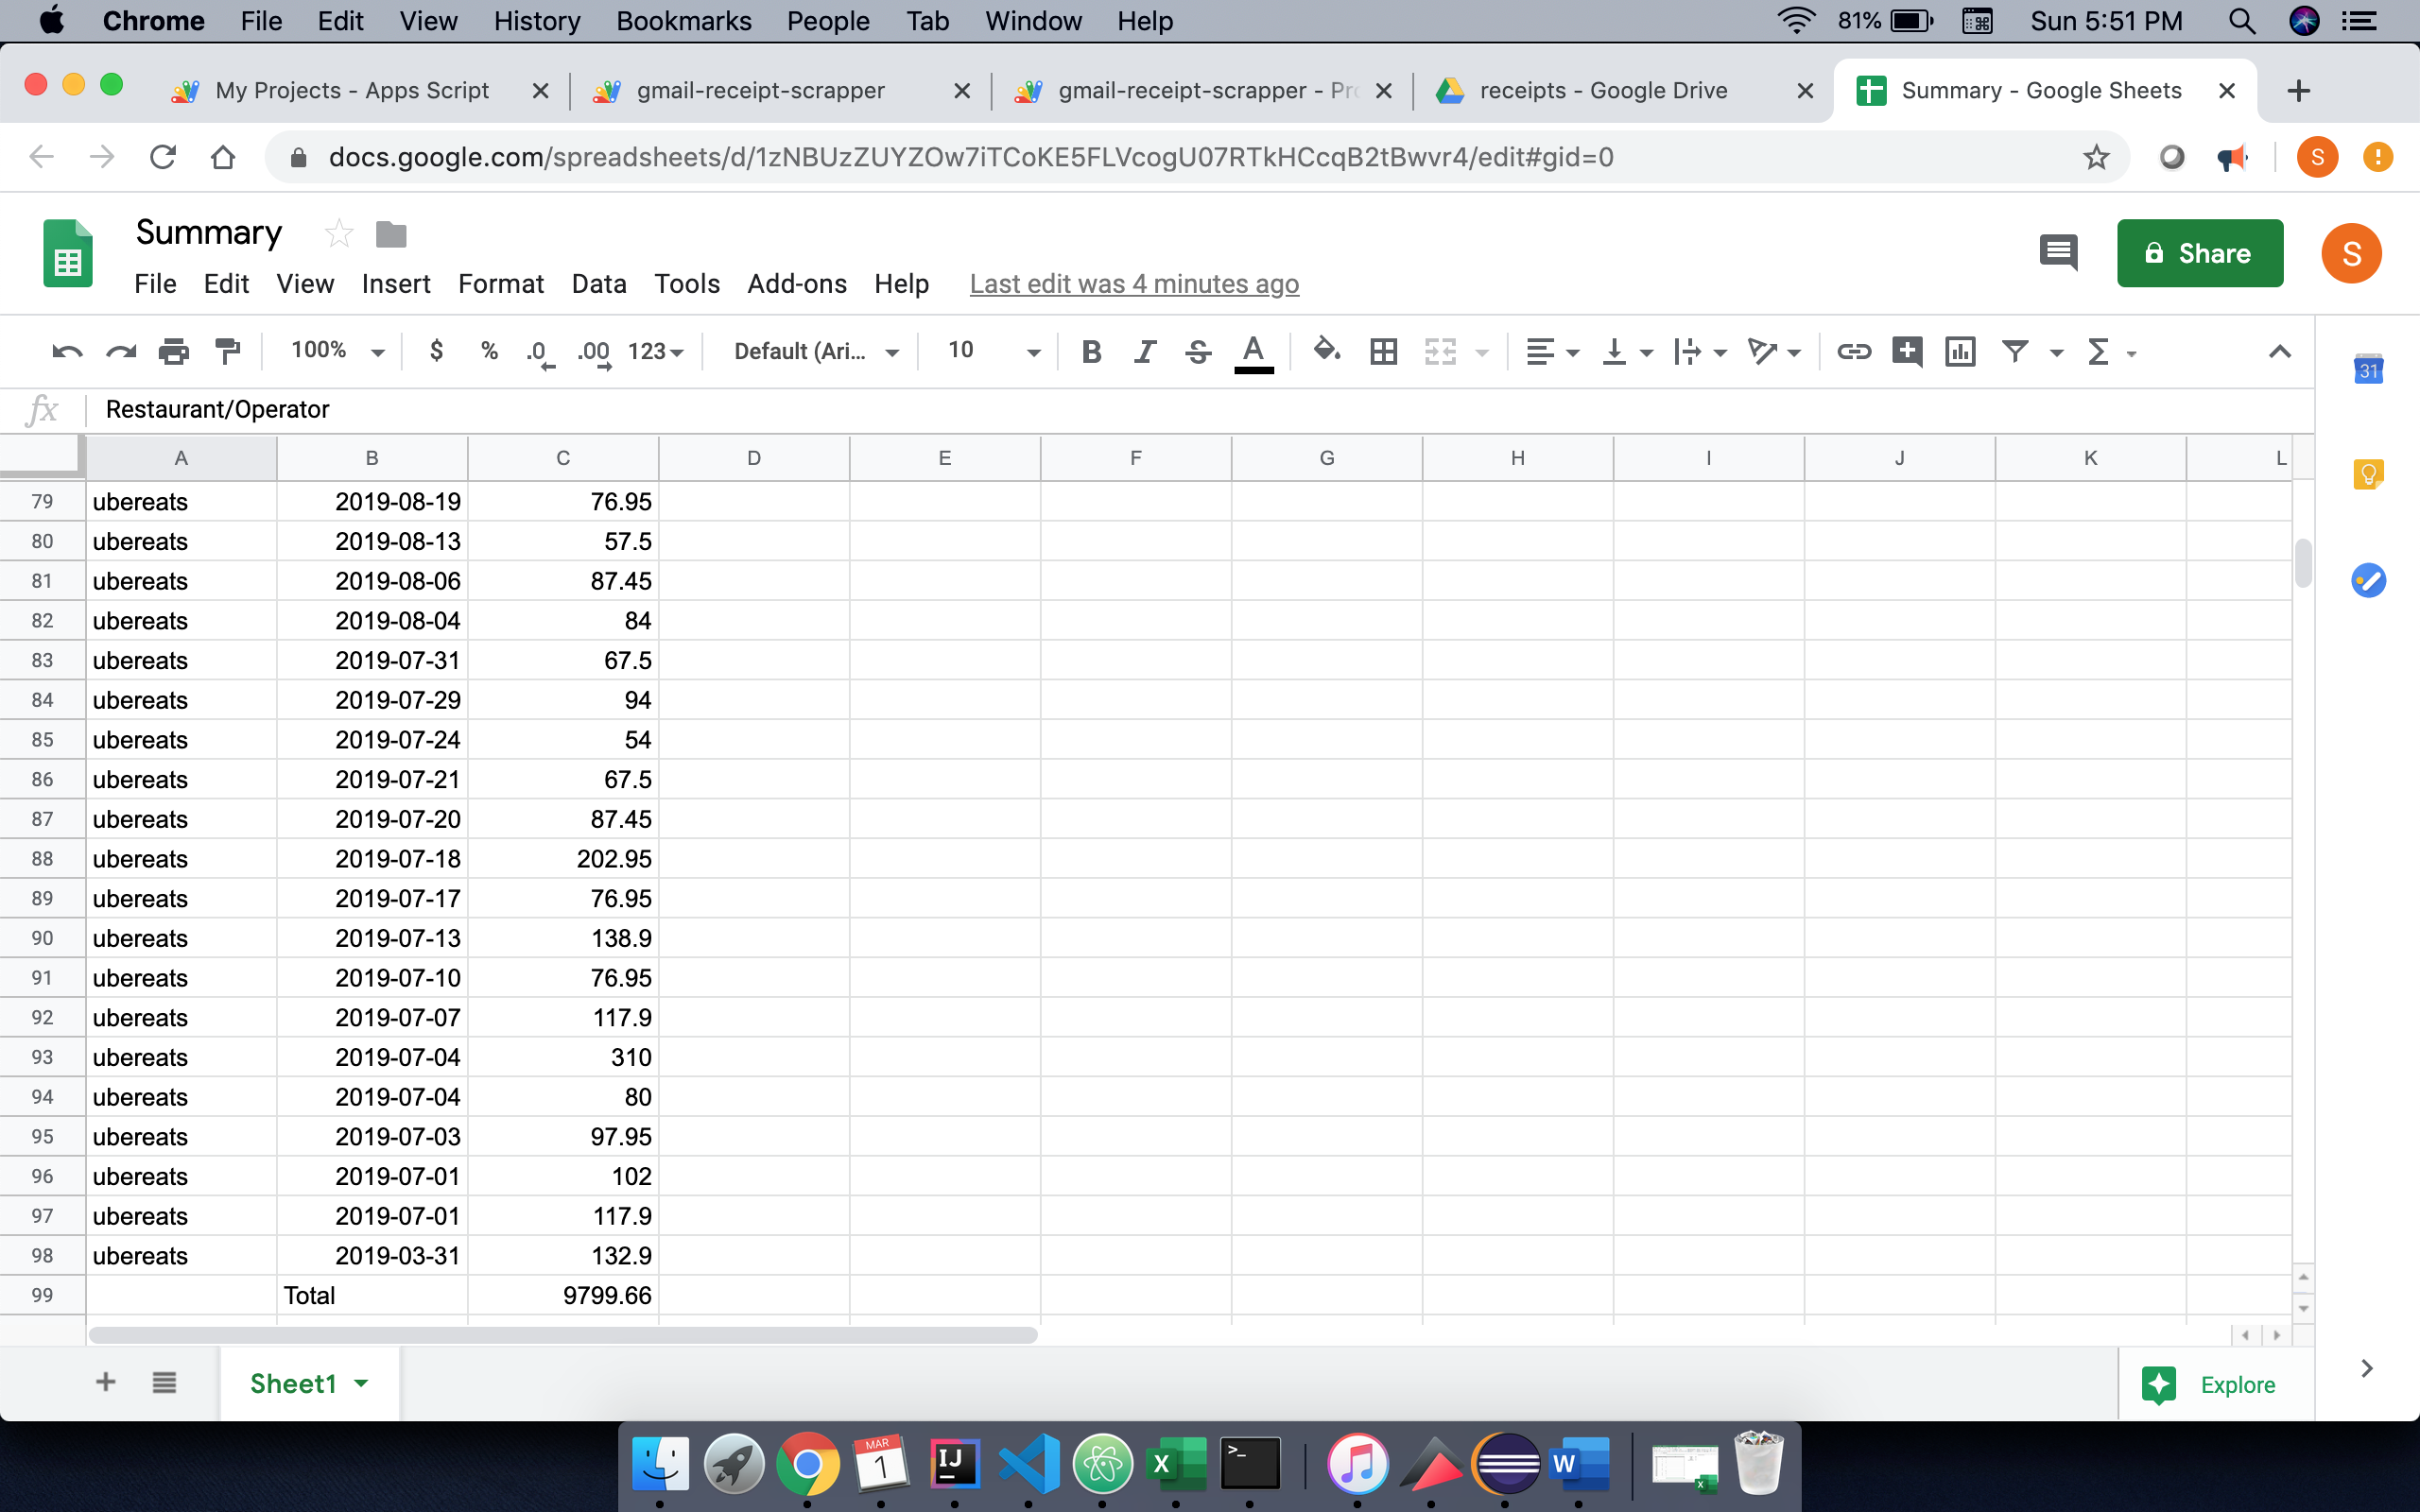 Chrome File Edit View History Bookmarks People Tab Window Help 81% Sun 5:51 PM
My Projects - Apps Script gmail-receipt-scrapper gmail-receipt-scrapper - Pro receipts - Google Drive Summary - Google Sheets
docs.google.com/spreadsheets/d/1zNBUzZUYZOw7iTCoKE5FLVcogU07RTkHCcqB2tBwvr4/edit#gid=0 S
Summary
File Edit View Insert Format Data Tools Add-ons Help Last edit was 4 minutes ago Share S
100% $ % .0 .00 123 Default (Ari... 10 B I S A Σ 31
fx Restaurant/Operator
A B C D E F G H I J K L
79 ubereats 2019-08-19 76.95
80 ubereats 2019-08-13 57.5
81 ubereats 2019-08-06 87.45
82 ubereats 2019-08-04 84
83 ubereats 2019-07-31 67.5
84 ubereats 2019-07-29 94
85 ubereats 2019-07-24 54
86 ubereats 2019-07-21 67.5
87 ubereats 2019-07-20 87.45
88 ubereats 2019-07-18 202.95
89 ubereats 2019-07-17 76.95
90 ubereats 2019-07-13 138.9
91 ubereats 2019-07-10 76.95
92 ubereats 2019-07-07 117.9
93 ubereats 2019-07-04 310
94 ubereats 2019-07-04 80
95 ubereats 2019-07-03 97.95
96 ubereats 2019-07-01 102
97 ubereats 2019-07-01 117.9
98 ubereats 2019-03-31 132.9
99 Total 9799.66
Sheet1 Explore
MAR 1 IJ X >_ W